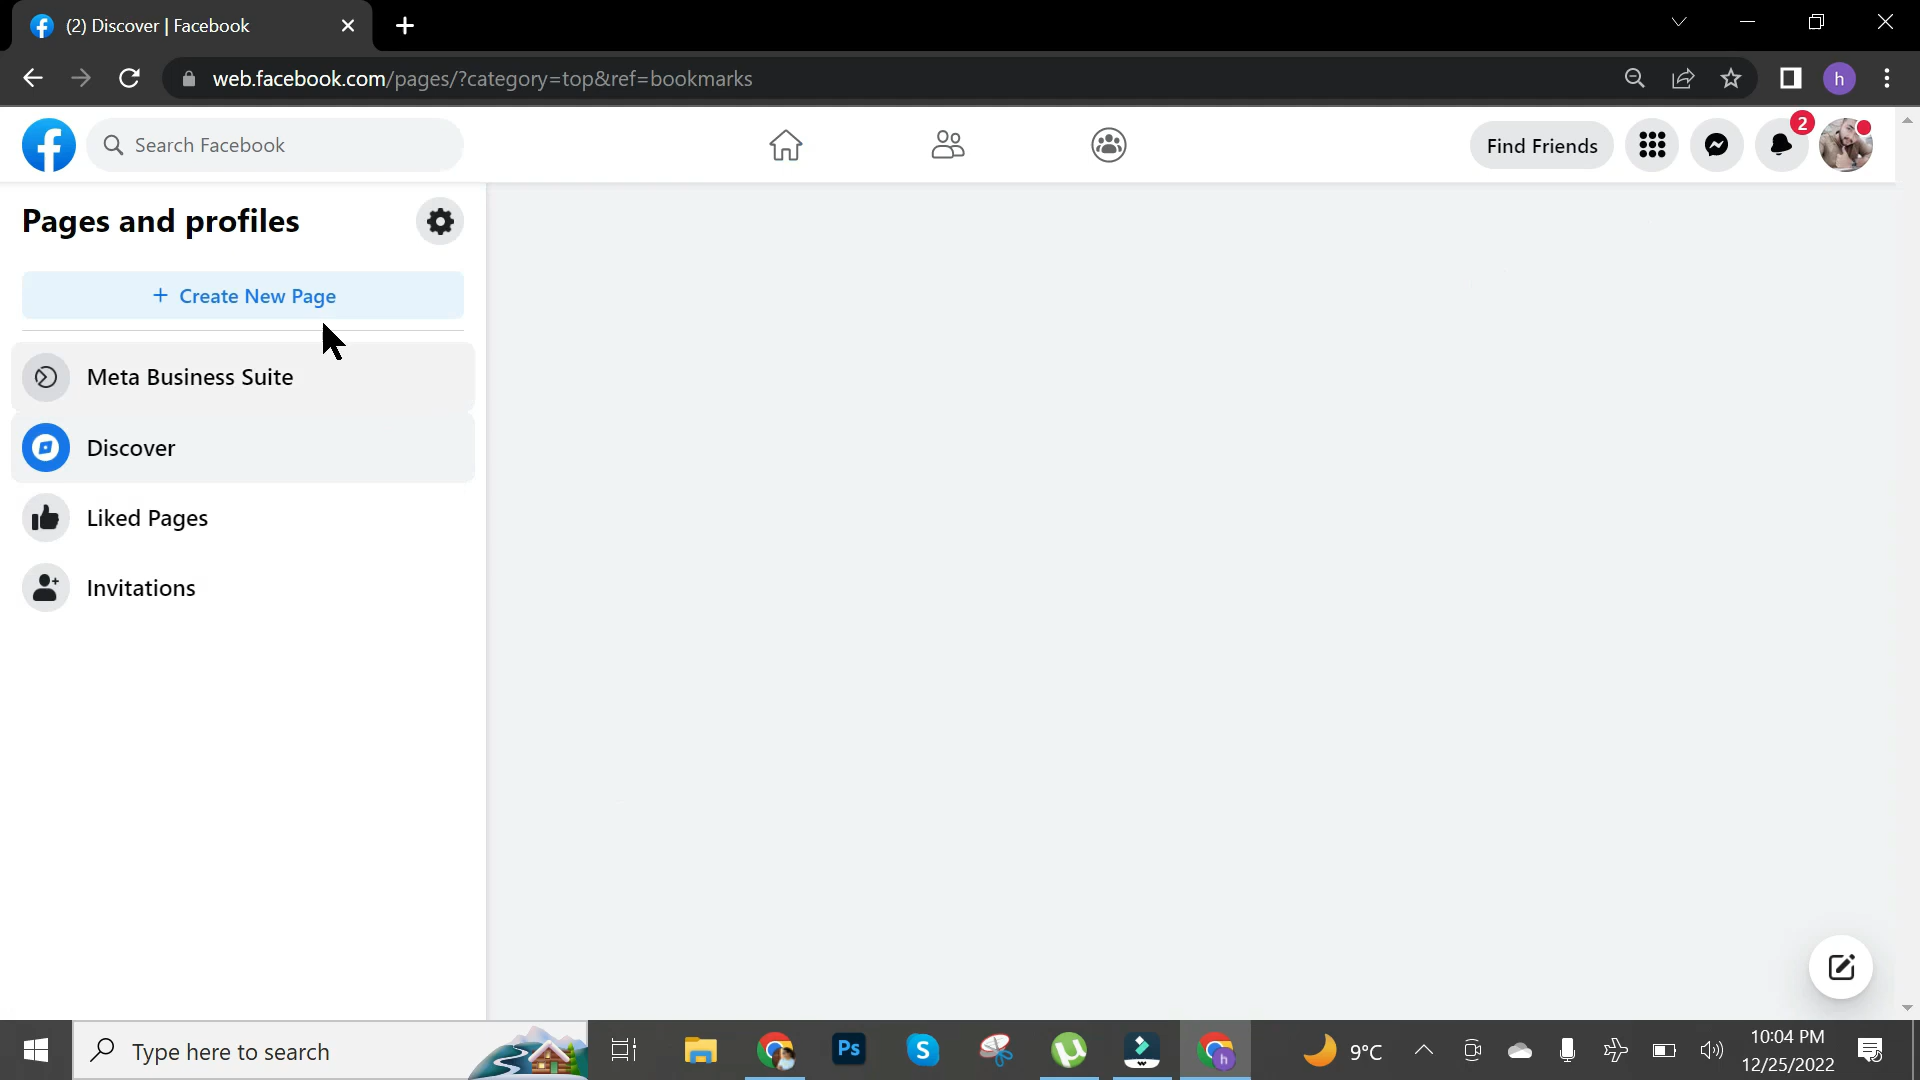 (2) Discover | Facebook
web.facebook.com/pages/?category=top&ref=bookmarks
h
Search Facebook
Find Friends
2
Pages and profiles
+ Create New Page
Meta Business Suite
Discover
Liked Pages
Invitations
Type here to search
Ps
S
h
9°C
10:04 PM
12/25/2022